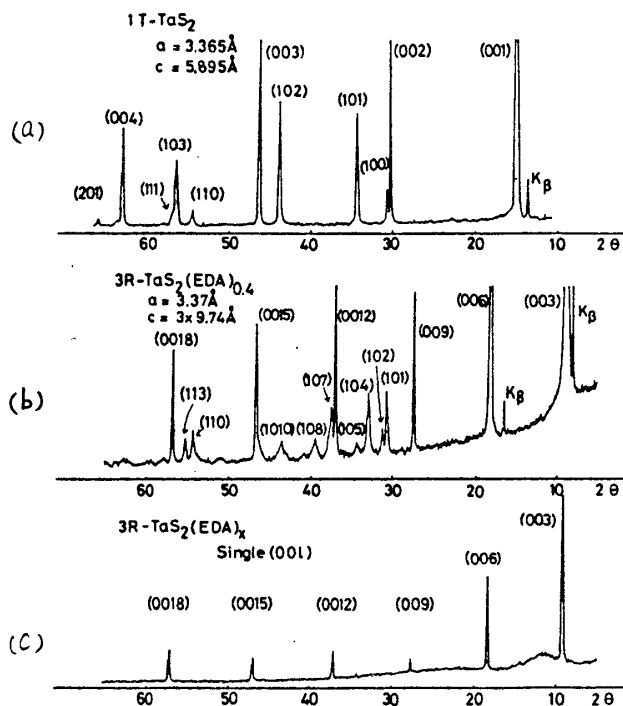 1T-TaS2
a = 3.365Å
c = 5.895Å
(a)
(201)
(004)
(111)
(103)
(110)
(003)
(102)
(101)
(100)
(002)
(001)
Kβ
60 50 40 30 20 10 2θ
3R-TaS2(EDA)0.4
a = 3.37Å
c = 3x9.74Å
(b)
(0018)
(113)
(110)
(0015)
(1010)
(108)
(107)
(0012)
(005)
(104)
(102)
(101)
(009)
(006)
Kβ
(003)
Kβ
60 50 40 30 20 10 2θ
3R-TaS2(EDA)x
Single (00l)
(c)
(0018)
(0015)
(0012)
(009)
(006)
(003)
60 50 40 30 20 10 2θ